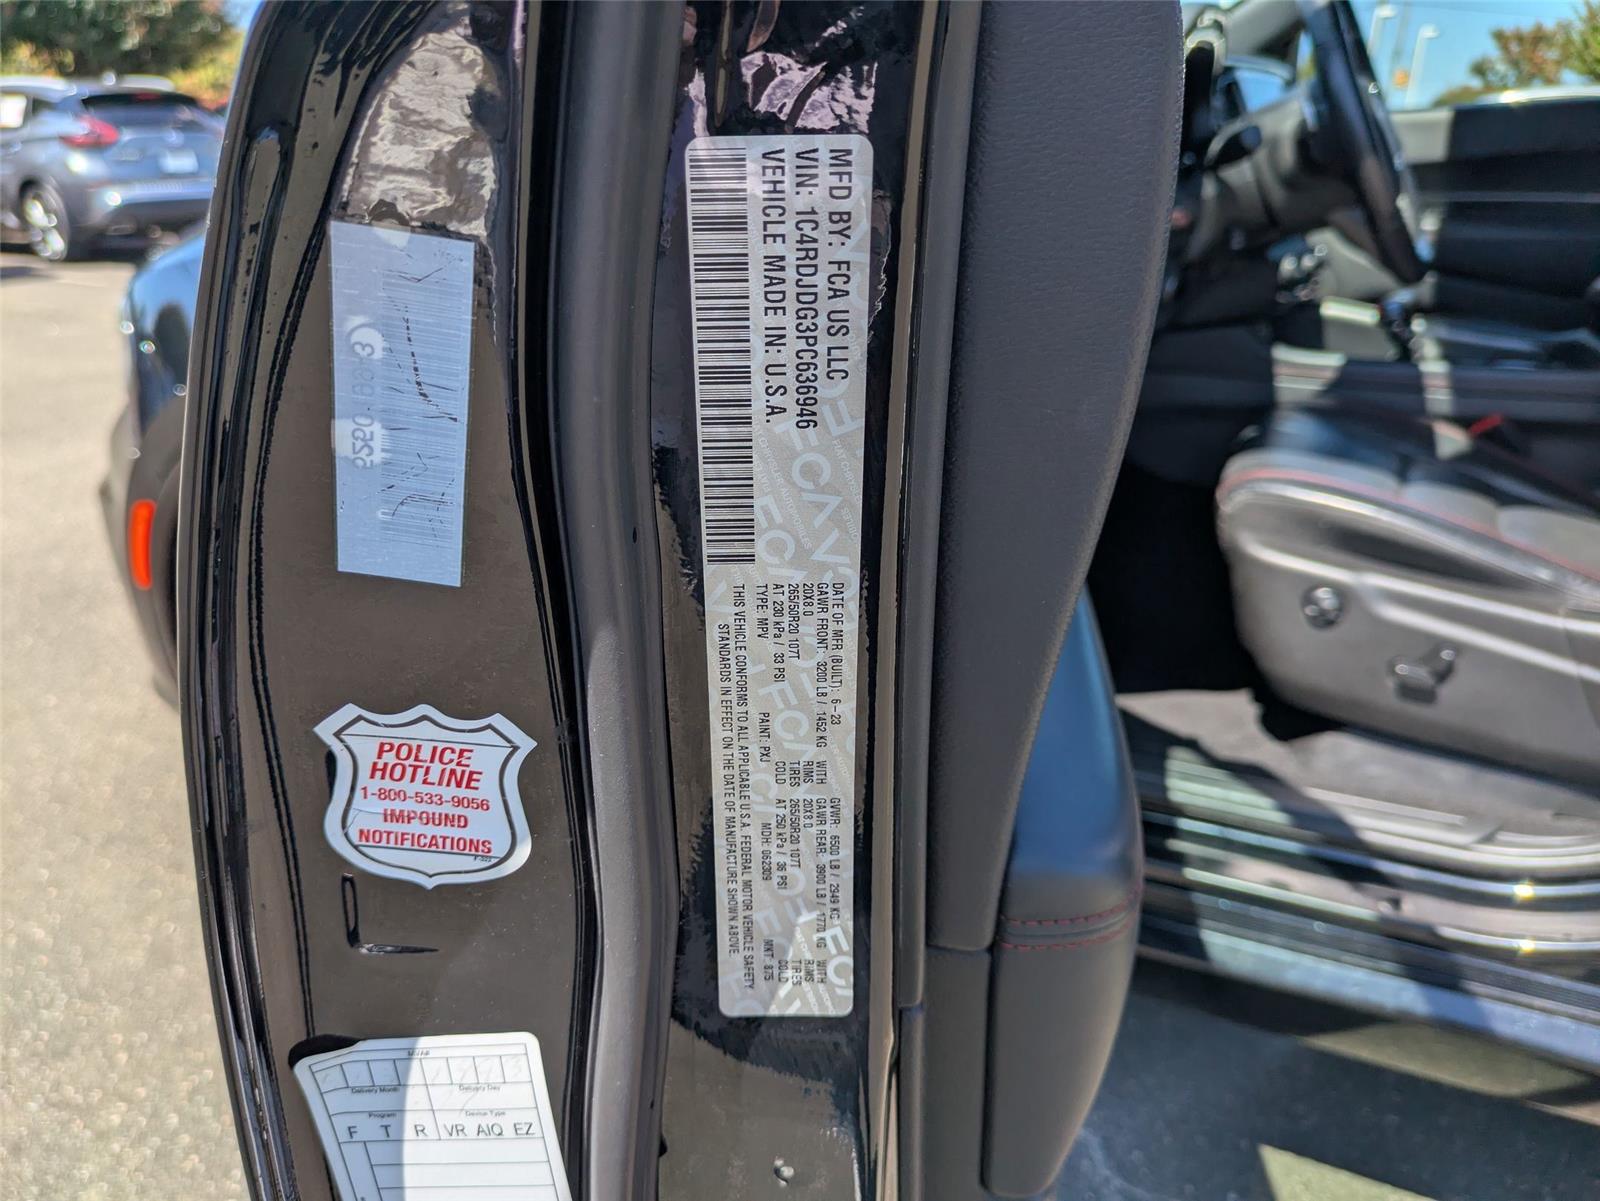 MFD BY: FCA US LLC
VIN: 1C4RDJDG3PC636946
VEHICLE MADE IN: U.S.A.
DATE OF MFR (BUILT): 6-23 GVWR: 6500 LB / 2949 KG
GAWR FRONT: 3200 LB / 1452 KG WITH GAWR REAR: 3900 LB / 1770 KG WITH
20X8.0 RIMS 20X8.0 RIMS
265/50R20 107T TIRES 265/50R20 107T TIRES
AT 230 kPa / 33 PSI COLD AT 250 kPa / 36 PSI COLD
TYPE: MPV PAINT: PXJ MDH: 062309 MKT: 875
THIS VEHICLE CONFORMS TO ALL APPLICABLE U.S.A. FEDERAL MOTOR VEHICLE SAFETY
STANDARDS IN EFFECT ON THE DATE OF MANUFACTURE SHOWN ABOVE.
POLICE
HOTLINE
1-800-533-9056
IMPOUND
NOTIFICATIONS
Delivery Month Delivery Day
Program Device Type
F T R VR AIQ EZ